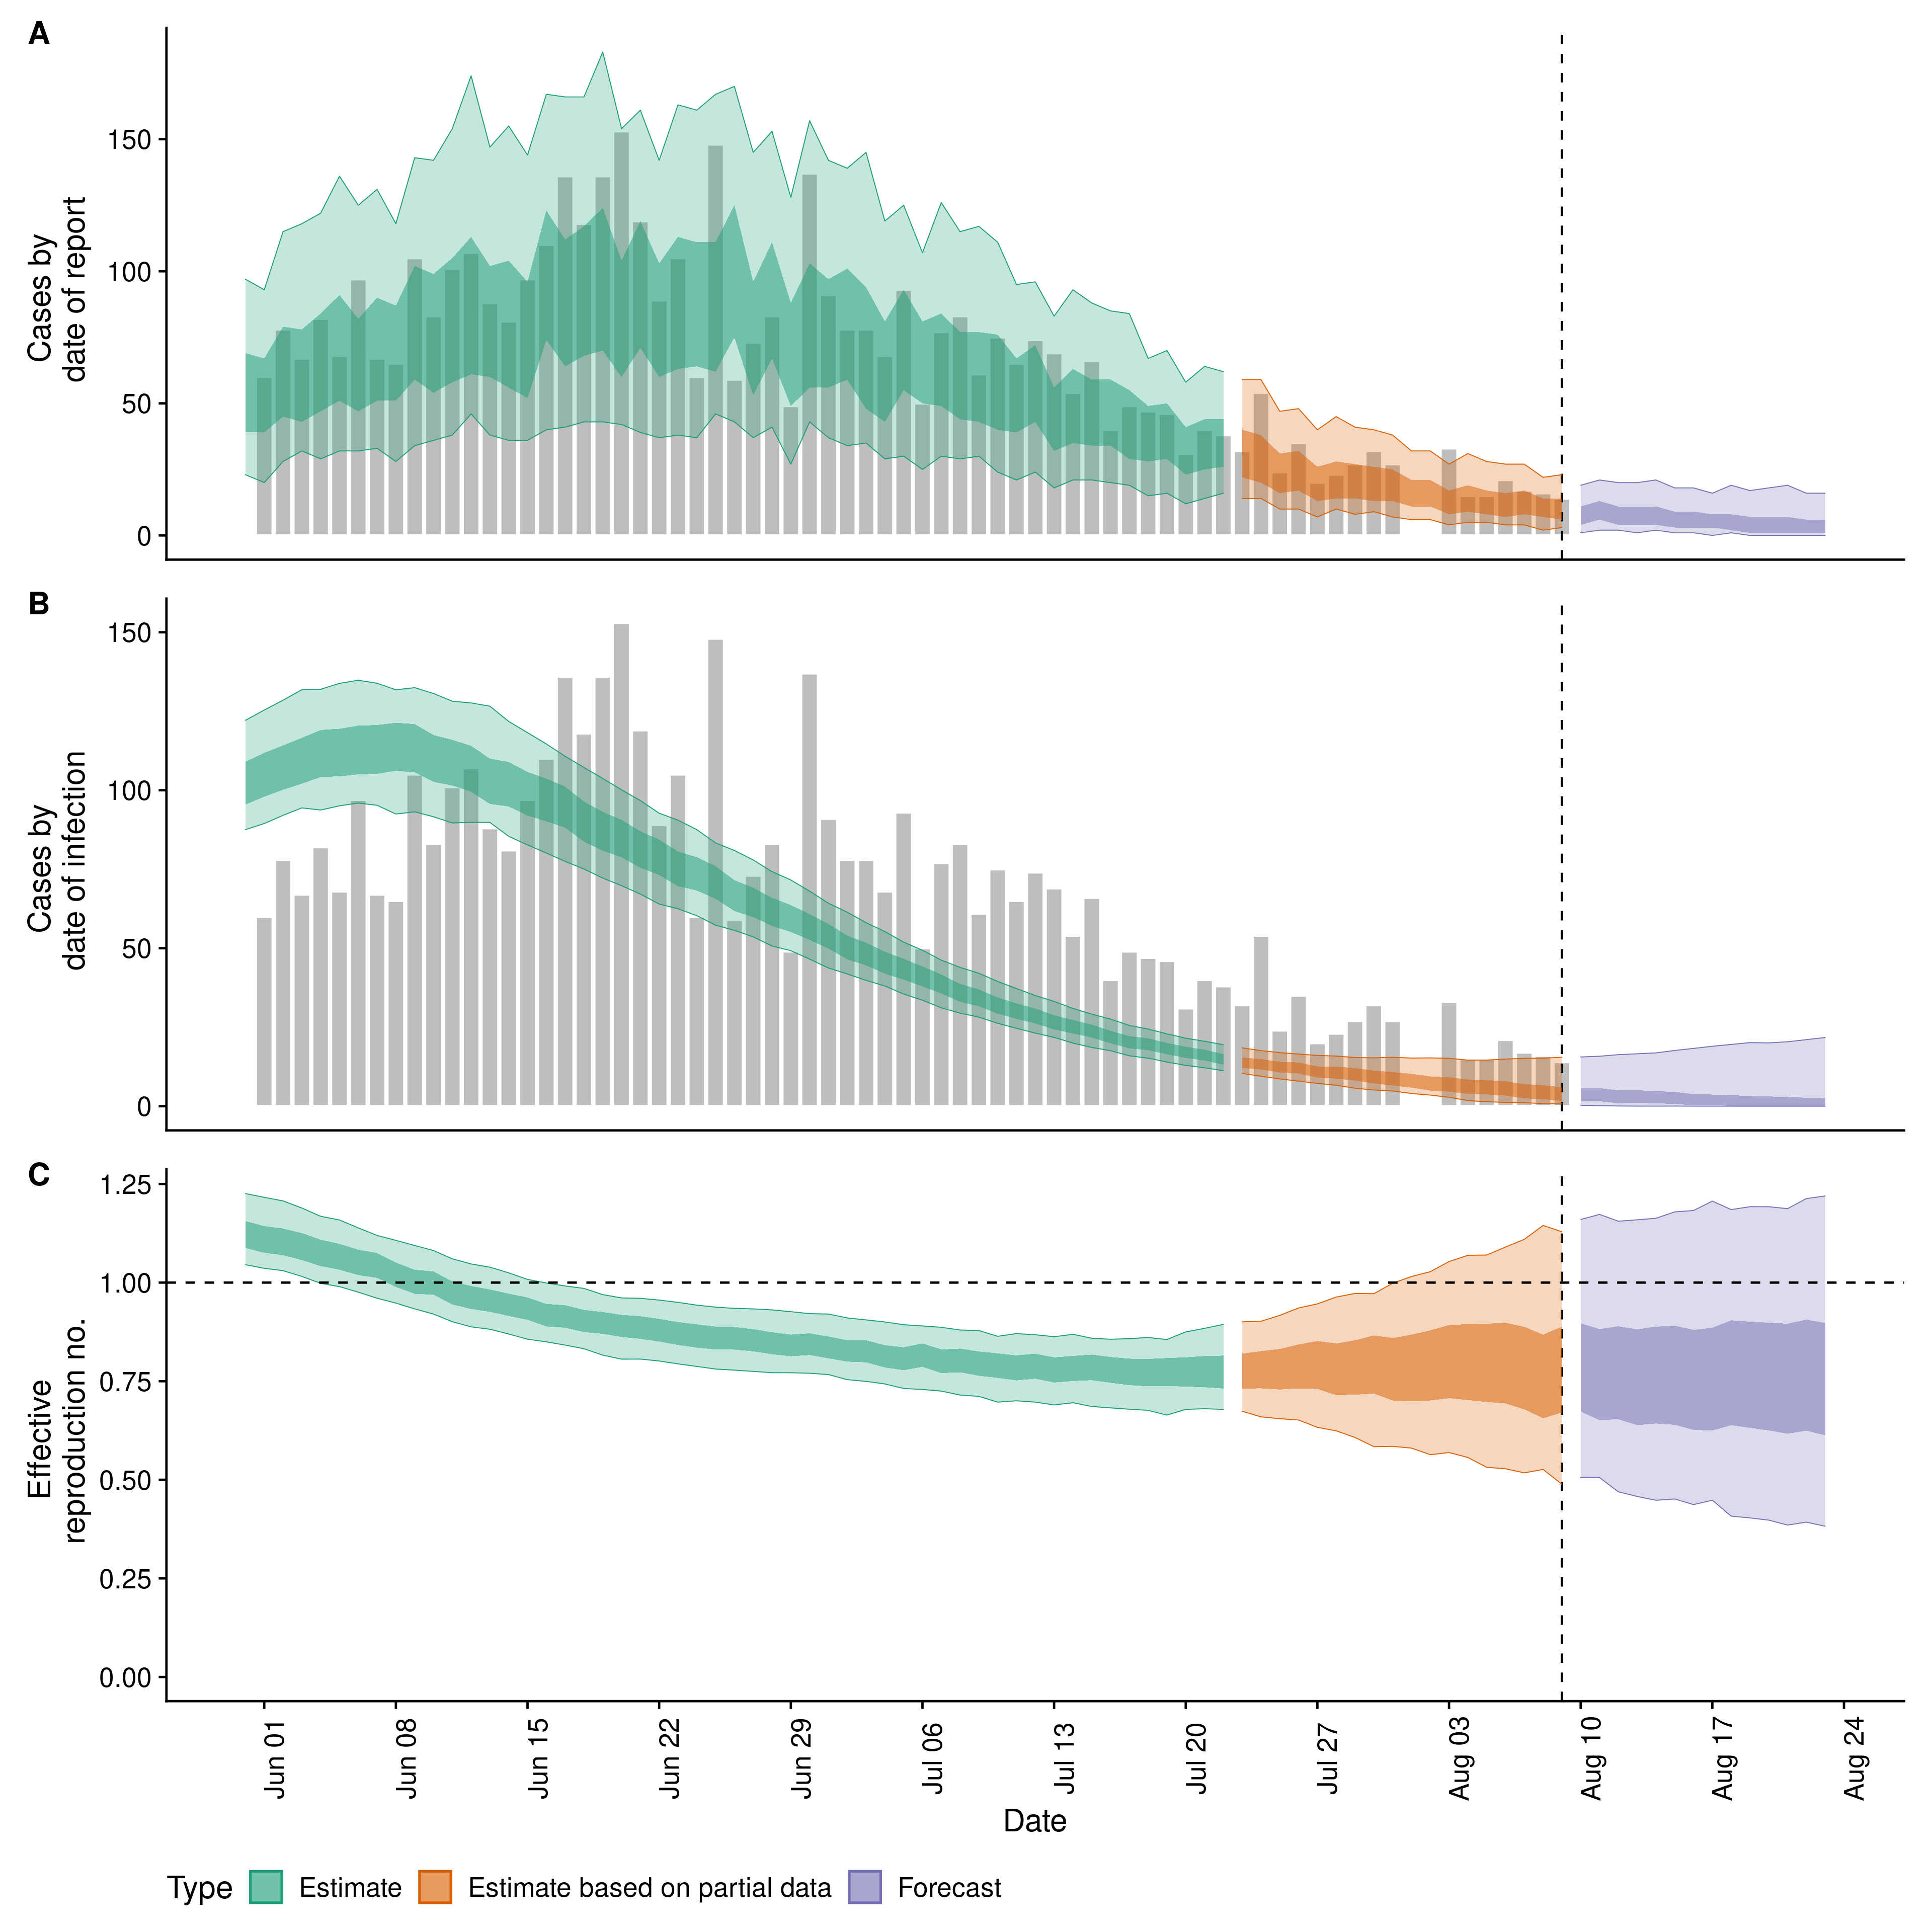 A
Cases by
date of report
150
100
50
0
B
Cases by
date of infection
150
100
50
0
C
Effective
reproduction no.
1.25
1.00
0.75
0.50
0.25
0.00
Jun 01
Jun 08
Jun 15
Jun 22
Jun 29
Jul 06
Jul 13
Jul 20
Jul 27
Aug 03
Aug 10
Aug 17
Aug 24
Date
Type Estimate Estimate based on partial data Forecast